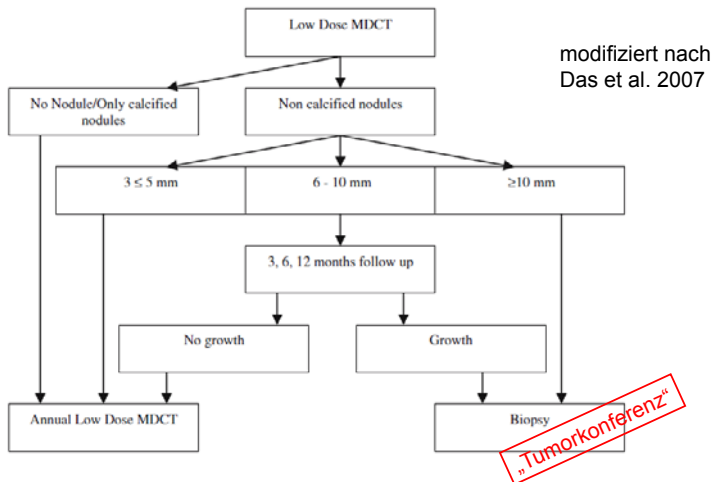 Low Dose MDCT
modifiziert nach
Das et al. 2007
No Nodule/Only calcified
nodules
Non calcified nodules
3 ≤ 5 mm
6 - 10 mm
≥10 mm
3, 6, 12 months follow up
No growth
Growth
Annual Low Dose MDCT
Biopsy
„Tumorkonferenz“